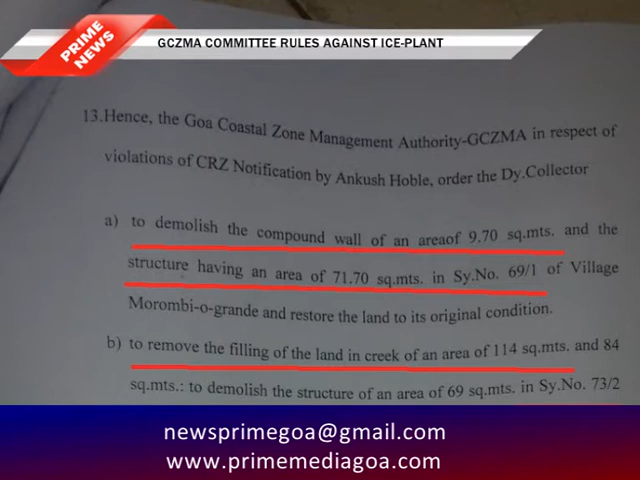 PRIME NEWS
GCZMA COMMITTEE RULES AGAINST ICE-PLANT
13.Hence, the Goa Coastal Zone Management Authority-GCZMA in respect of
violations of CRZ Notification by Ankush Hoble, order the Dy.Collector
a) to demolish the compound wall of an areaof 9.70 sq.mts. and the
structure having an area of 71.70 sq.mts. in Sy.No. 69/1 of Village
Morombi-o-grande and restore the land to its original condition.
b) to remove the filling of the land in creek of an area of 114 sq.mts. and 84
sq.mts.: to demolish the structure of an area of 69 sq.mts. in Sy.No. 73/2
newsprimegoa@gmail.com
www.primemediagoa.com